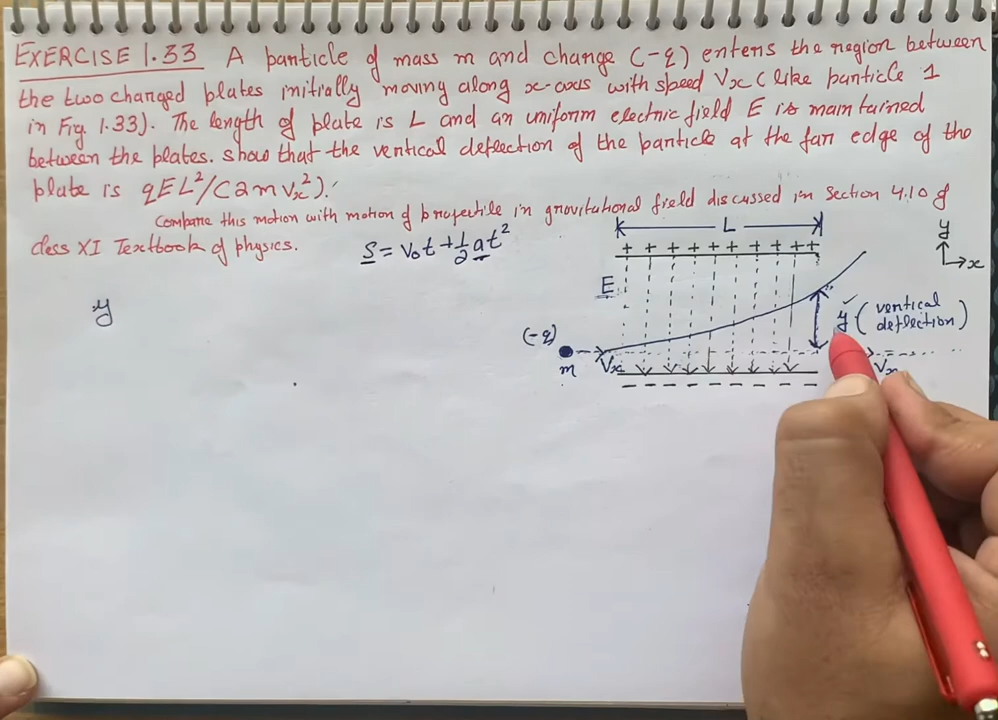 EXERCISE 1.33 A particle of mass m and charge (-q) enters the region between
the two charged plates initially moving along x-axis with speed Vx (like particle 1
in Fig. 1.33). The length of plate is L and an uniform electric field E is maintained
between the plates. show that the vertical deflection of the particle at the far edge of the
plate is qEL²/(2m Vx²).
Compare this motion with motion of projectile in gravitational field discussed in Section 4.10 of
class XI Textbook of physics.
S = V₀t + 1/2 at²
L
y
x
+ + + + + + + + + +
E
y
y (vertical
deflection)
(-q)
m
Vx
Vx
− − − − − − − − −